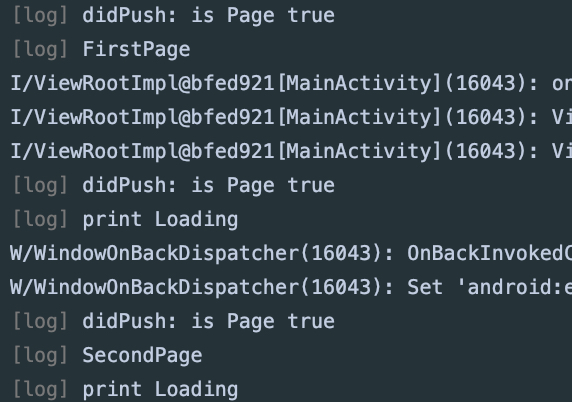 [log] didPush: is Page true
[log] FirstPage
I/ViewRootImpl@bfed921[MainActivity](16043): on
I/ViewRootImpl@bfed921[MainActivity](16043): Vi
I/ViewRootImpl@bfed921[MainActivity](16043): Vi
[log] didPush: is Page true
[log] print Loading
W/WindowOnBackDispatcher(16043): OnBackInvokedC
W/WindowOnBackDispatcher(16043): Set 'android:e
[log] didPush: is Page true
[log] SecondPage
[log] print Loading